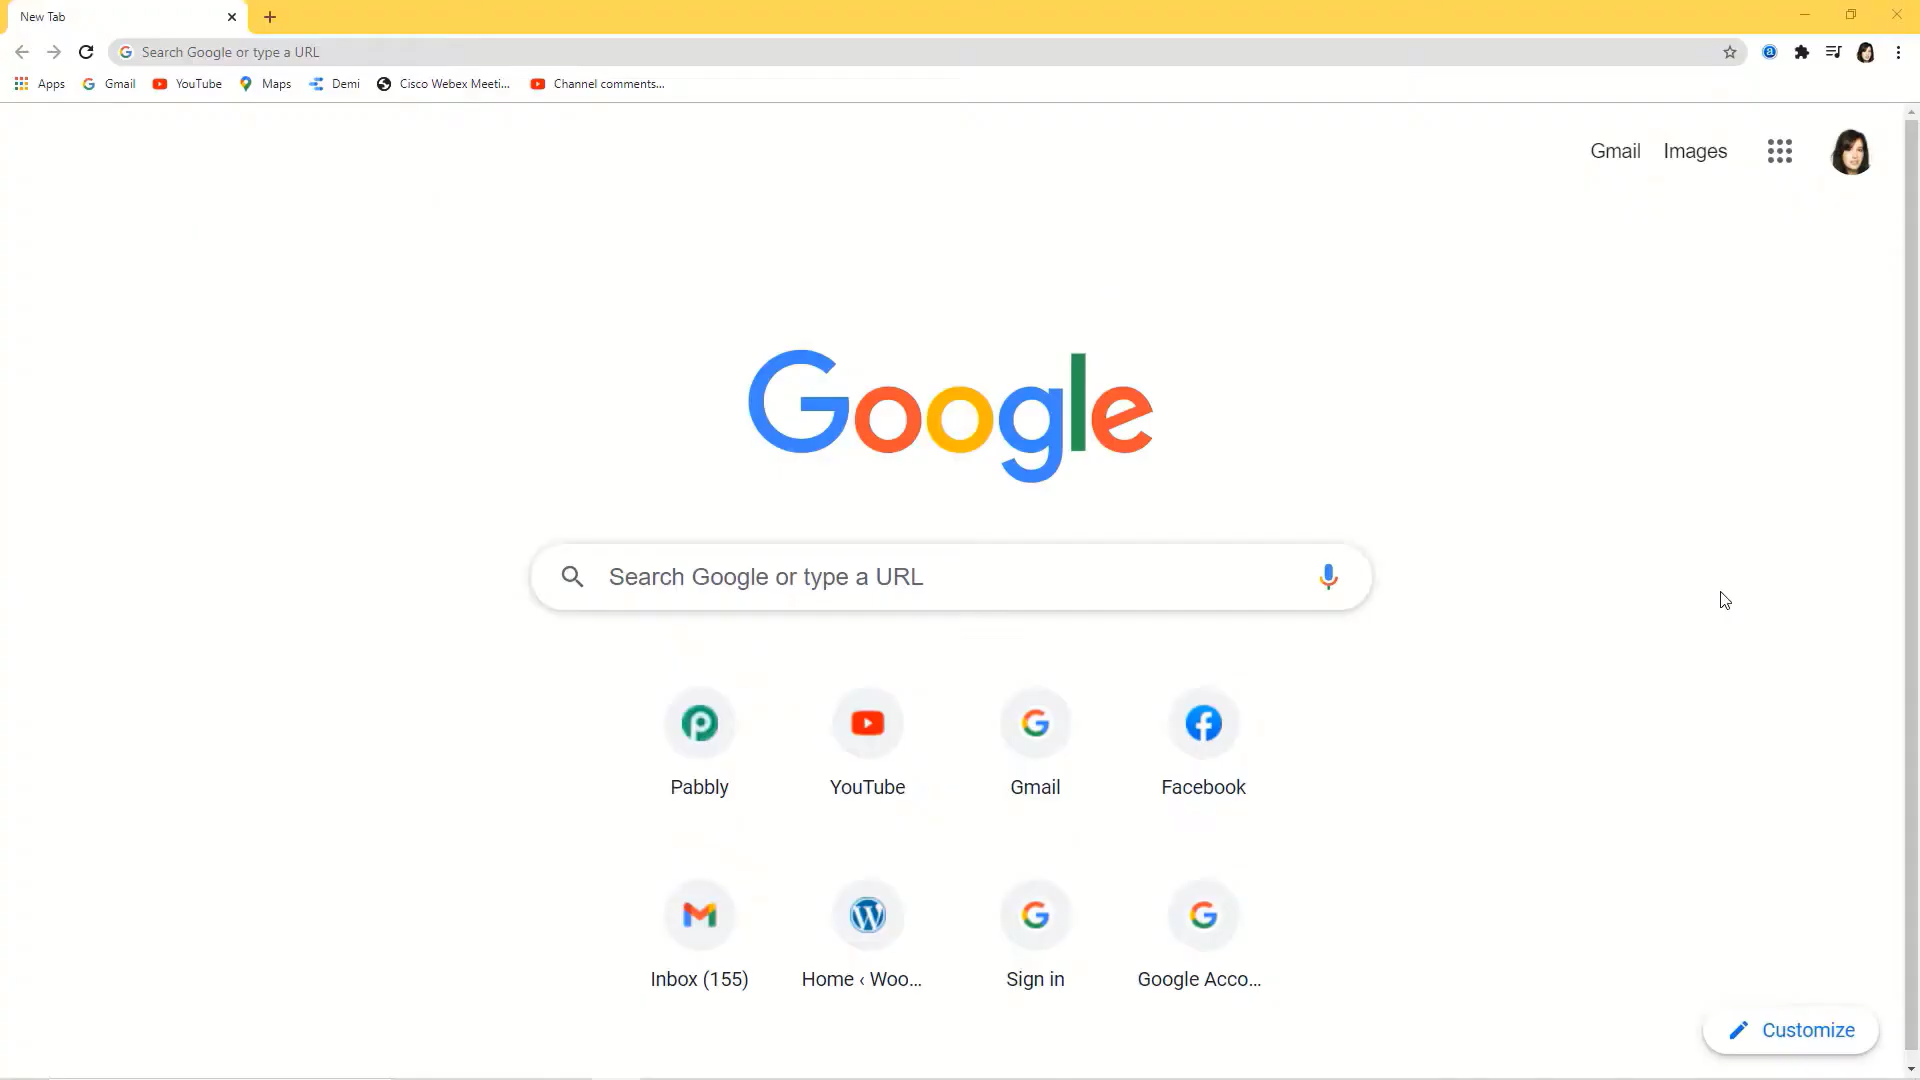 New Tab
Search Google or type a URL
Apps Gmail YouTube Maps Demi Cisco Webex Meeti... Channel comments...
Gmail Images
Google
Search Google or type a URL
Pabbly YouTube Gmail Facebook
Inbox (155) Home ‹ Woo... Sign in Google Acco...
Customize